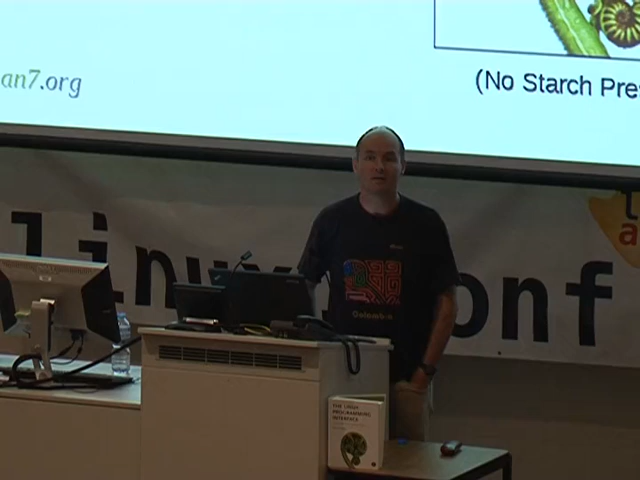 an7.org
(No Starch Pre
linux.conf
Colombia
THE LINUX
PROGRAMMING
INTERFACE